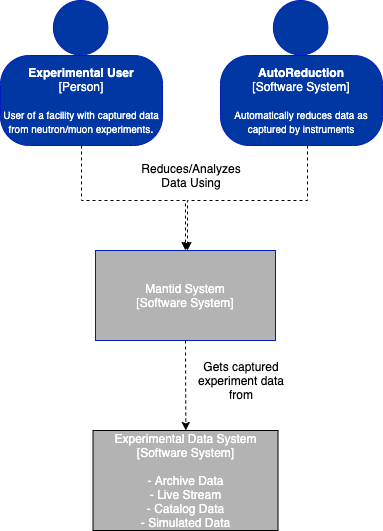 Experimental User
[Person]
User of a facility with captured data
from neutron/muon experiments.
AutoReduction
[Software System]
Automatically reduces data as
captured by instruments
Reduces/Analyzes
Data Using
Mantid System
[Software System]
Gets captured
experiment data
from
Experimental Data System
[Software System]
- Archive Data
- Live Stream
- Catalog Data
- Simulated Data